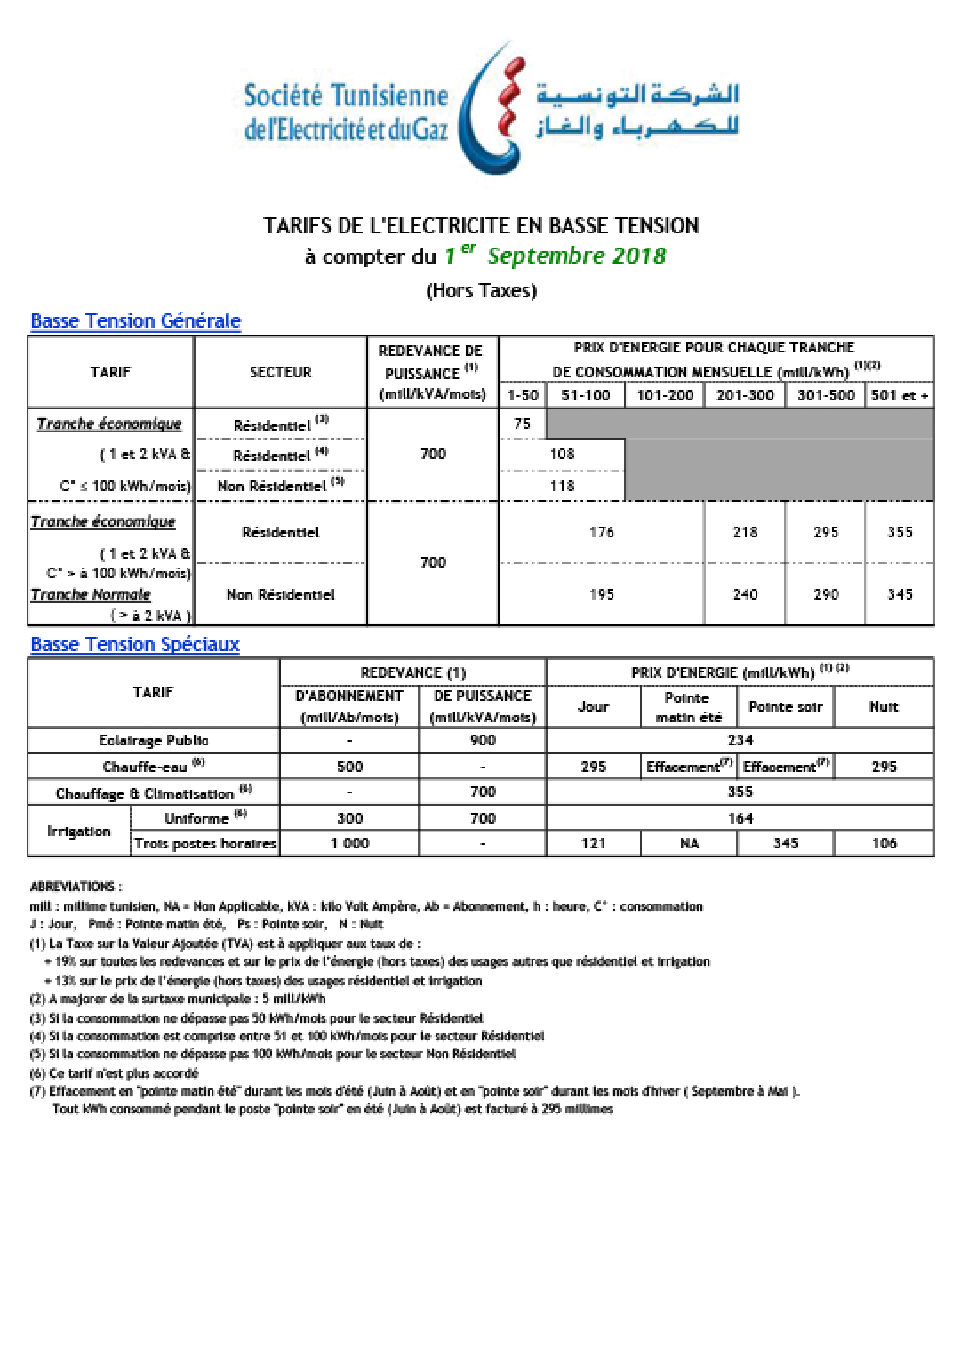 Société Tunisienne
de l'Electricité et du Gaz
الشركة التونسية
للكهرباء والغاز
TARIFS DE L'ELECTRICITE EN BASSE TENSION
à compter du 1 er Septembre 2018
(Hors Taxes)
Basse Tension Générale
TARIF
SECTEUR
REDEVANCE DE
PUISSANCE (1)
(mill/kVA/mois)
PRIX D'ENERGIE POUR CHAQUE TRANCHE
DE CONSOMMATION MENSUELLE (mill/kWh) (1)(2)
1-50 51-100 101-200 201-300 301-500 501 et +
Tranche économique
( 1 et 2 kVA &
C° ≤ 100 kWh/mois)
Résidentiel (3) 75
Résidentiel (4) 700 108
Non Résidentiel (5) 118
Tranche économique
( 1 et 2 kVA &
C° > à 100 kWh/mois)
Tranche Normale
( > à 2 kVA )
Résidentiel 176 218 295 355
700
Non Résidentiel 195 240 290 345
Basse Tension Spéciaux
TARIF
REDEVANCE (1)
PRIX D'ENERGIE (mill/kWh) (1) (2)
D'ABONNEMENT
(mill/Ab/mois)
DE PUISSANCE
(mill/kVA/mois)
Jour
Pointe
matin été
Pointe soir
Nuit
Eclairage Public - 900 234
Chauffe-eau (6) 500 - 295 Effacement(7) Effacement(7) 295
Chauffage & Climatisation (6) - 700 355
Irrigation
Uniforme (6) 300 700 164
Trois postes horaires 1 000 - 121 NA 345 106
ABREVIATIONS :
mill : millime tunisien, NA = Non Applicable, kVA : kilo Volt Ampère, Ab = Abonnement, h : heure, C° : consommation
J : Jour, Pmé : Pointe matin été, Ps : Pointe soir, N : Nuit
(1) La Taxe sur la Valeur Ajoutée (TVA) est à appliquer aux taux de :
+ 19% sur toutes les redevances et sur le prix de l'énergie (hors taxes) des usages autres que résidentiel et irrigation
+ 13% sur le prix de l'énergie (hors taxes) des usages résidentiel et irrigation
(2) A majorer de la surtaxe municipale : 5 mill/kWh
(3) Si la consommation ne dépasse pas 50 kWh/mois pour le secteur Résidentiel
(4) Si la consommation est comprise entre 51 et 100 kWh/mois pour le secteur Résidentiel
(5) Si la consommation ne dépasse pas 100 kWh/mois pour le secteur Non Résidentiel
(6) Ce tarif n'est plus accordé
(7) Effacement en "pointe matin été" durant les mois d'été (Juin à Août) et en "pointe soir" durant les mois d'hiver ( Septembre à Mai ).
Tout kWh consommé pendant le poste "pointe soir" en été (Juin à Août) est facturé à 295 millimes